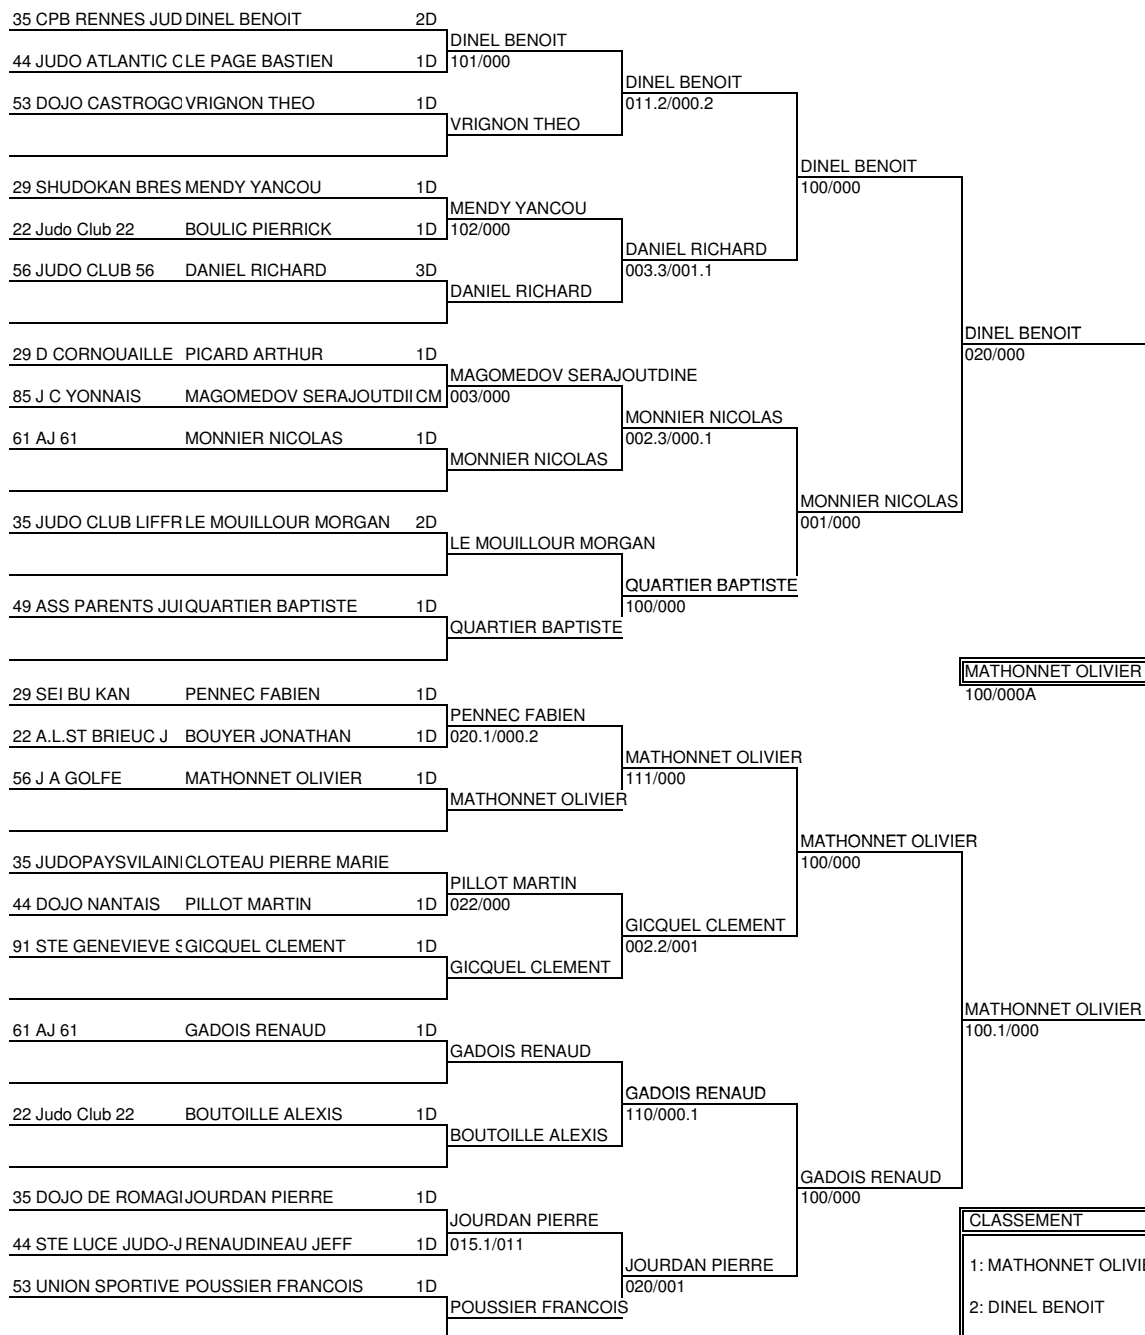 35 CPB RENNES JUD DINEL BENOIT 2D
DINEL BENOIT
44 JUDO ATLANTIC C LE PAGE BASTIEN 1D 101/000
DINEL BENOIT
53 DOJO CASTROGO VRIGNON THEO 1D 011.2/000.2
VRIGNON THEO
DINEL BENOIT
29 SHUDOKAN BRES MENDY YANCOU 1D 100/000
MENDY YANCOU
22 Judo Club 22 BOULIC PIERRICK 1D 102/000
DANIEL RICHARD
56 JUDO CLUB 56 DANIEL RICHARD 3D 003.3/001.1
DANIEL RICHARD
DINEL BENOIT
29 D CORNOUAILLE PICARD ARTHUR 1D 020/000
MAGOMEDOV SERAJOUTDINE
85 J C YONNAIS MAGOMEDOV SERAJOUTDII CM 003/000
MONNIER NICOLAS
61 AJ 61 MONNIER NICOLAS 1D 002.3/000.1
MONNIER NICOLAS
MONNIER NICOLAS
35 JUDO CLUB LIFFR LE MOUILLOUR MORGAN 2D 001/000
LE MOUILLOUR MORGAN
QUARTIER BAPTISTE
49 ASS PARENTS JUI QUARTIER BAPTISTE 1D 100/000
QUARTIER BAPTISTE
MATHONNET OLIVIER
29 SEI BU KAN PENNEC FABIEN 1D 100/000A
PENNEC FABIEN
22 A.L.ST BRIEUC J BOUYER JONATHAN 1D 020.1/000.2
MATHONNET OLIVIER
56 J A GOLFE MATHONNET OLIVIER 1D 111/000
MATHONNET OLIVIER
MATHONNET OLIVIER
35 JUDOPAYSVILAINI CLOTEAU PIERRE MARIE 100/000
PILLOT MARTIN
44 DOJO NANTAIS PILLOT MARTIN 1D 022/000
GICQUEL CLEMENT
91 STE GENEVIEVE S GICQUEL CLEMENT 1D 002.2/001
GICQUEL CLEMENT
MATHONNET OLIVIER
61 AJ 61 GADOIS RENAUD 1D 100.1/000
GADOIS RENAUD
GADOIS RENAUD
22 Judo Club 22 BOUTOILLE ALEXIS 1D 110/000.1
BOUTOILLE ALEXIS
GADOIS RENAUD
35 DOJO DE ROMAGI JOURDAN PIERRE 1D 100/000
JOURDAN PIERRE CLASSEMENT
44 STE LUCE JUDO-J RENAUDINEAU JEFF 1D 015.1/011
JOURDAN PIERRE 1: MATHONNET OLIVIE
53 UNION SPORTIVE POUSSIER FRANCOIS 1D 020/001
POUSSIER FRANCOIS 2: DINEL BENOIT